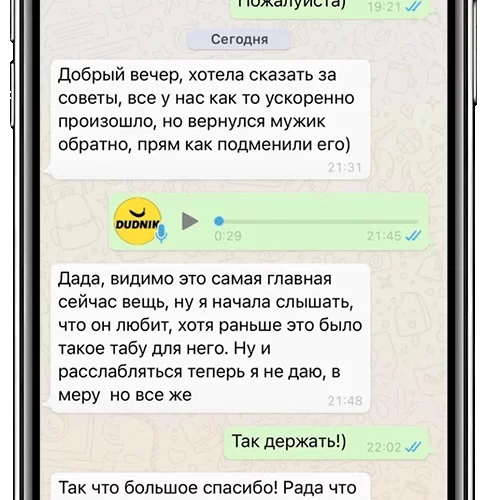 Пожалуйста)
19:21
Сегодня
Добрый вечер, хотела сказать за
советы, все у нас как то ускоренно
произошло, но вернулся мужик
обратно, прям как подменили его)
21:31
DUDNIK
0:29
21:45
Дада, видимо это самая главная
сейчас вещь, ну я начала слышать,
что он любит, хотя раньше это было
такое табу для него. Ну и
расслабляться теперь я не даю, в
меру но все же
21:48
Так держать!)
22:02
Так что большое спасибо! Рада что